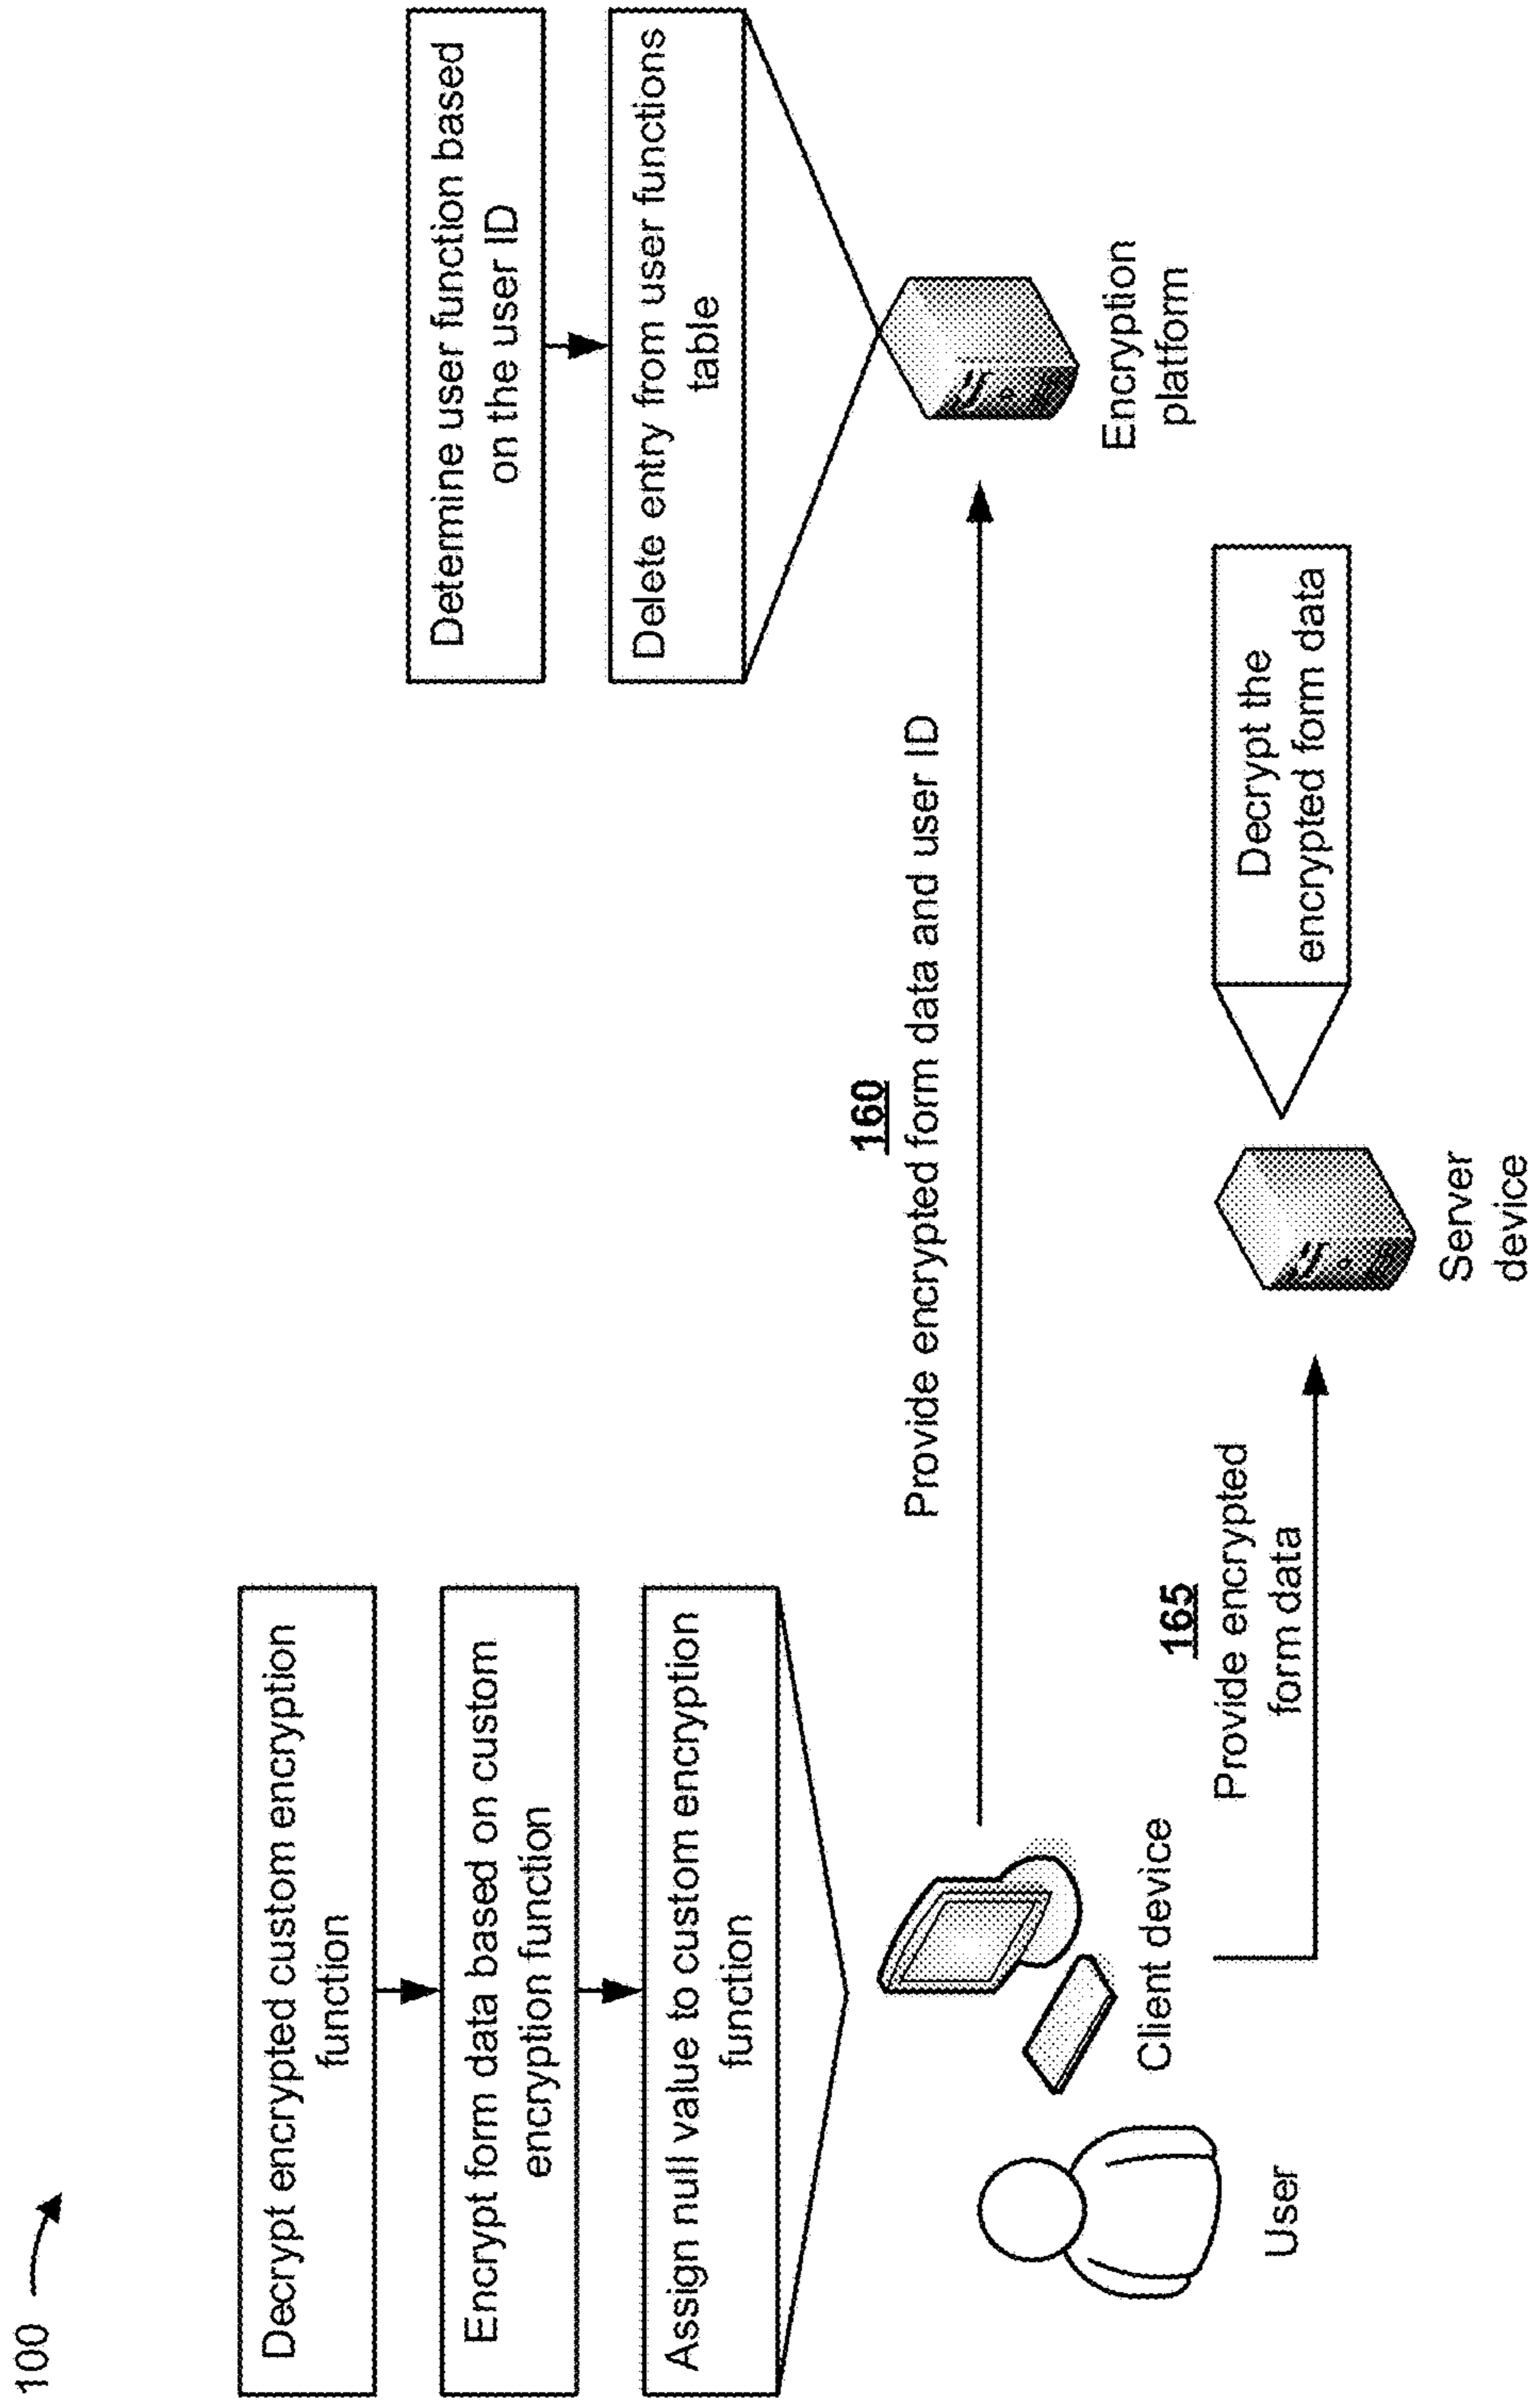 100
Decrypt encrypted custom encryption
function
Encrypt form data based on custom
encryption function
Assign null value to custom encryption
function
Determine user function based
on the user ID
Delete entry from user functions
table
160
Provide encrypted form data and user ID
Encryption
platform
165
Provide encrypted
form data
Decrypt the
encrypted form data
User
Client device
Server
device